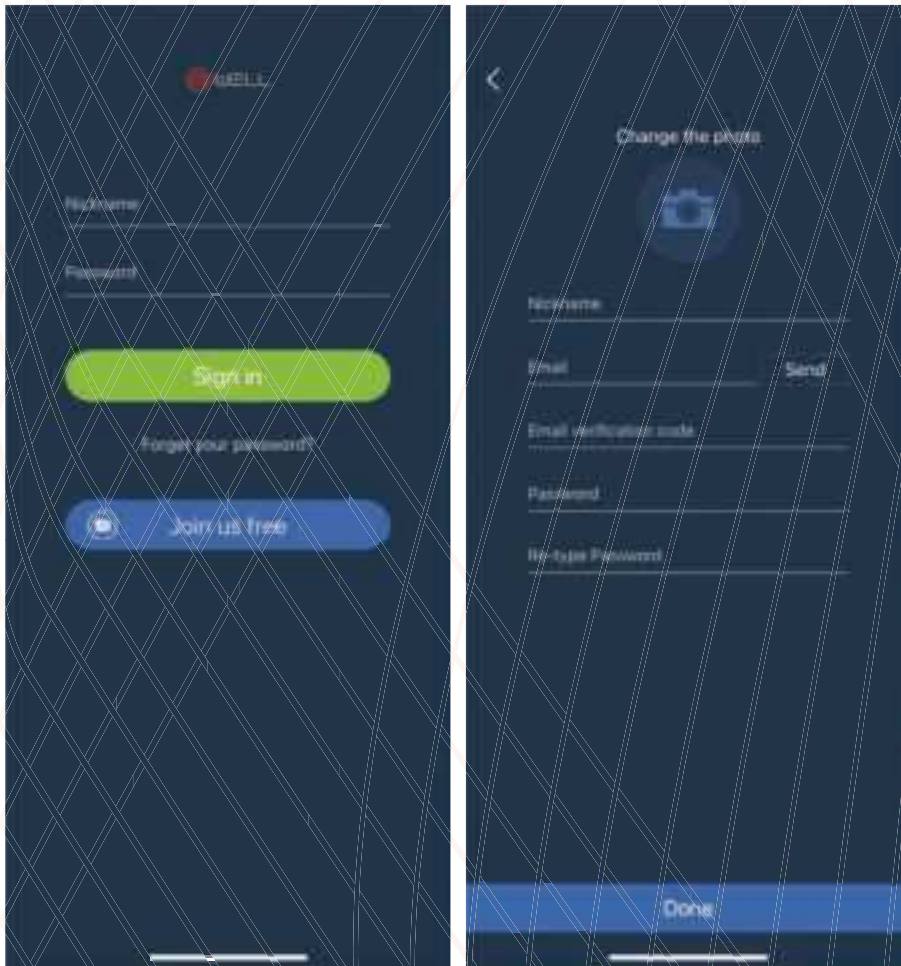 Nickname
Password
Sign in
Forget your password?
Join us free
Change the photo
Nickname
Email
Send
Email verification code
Password
Re-type Password
Done